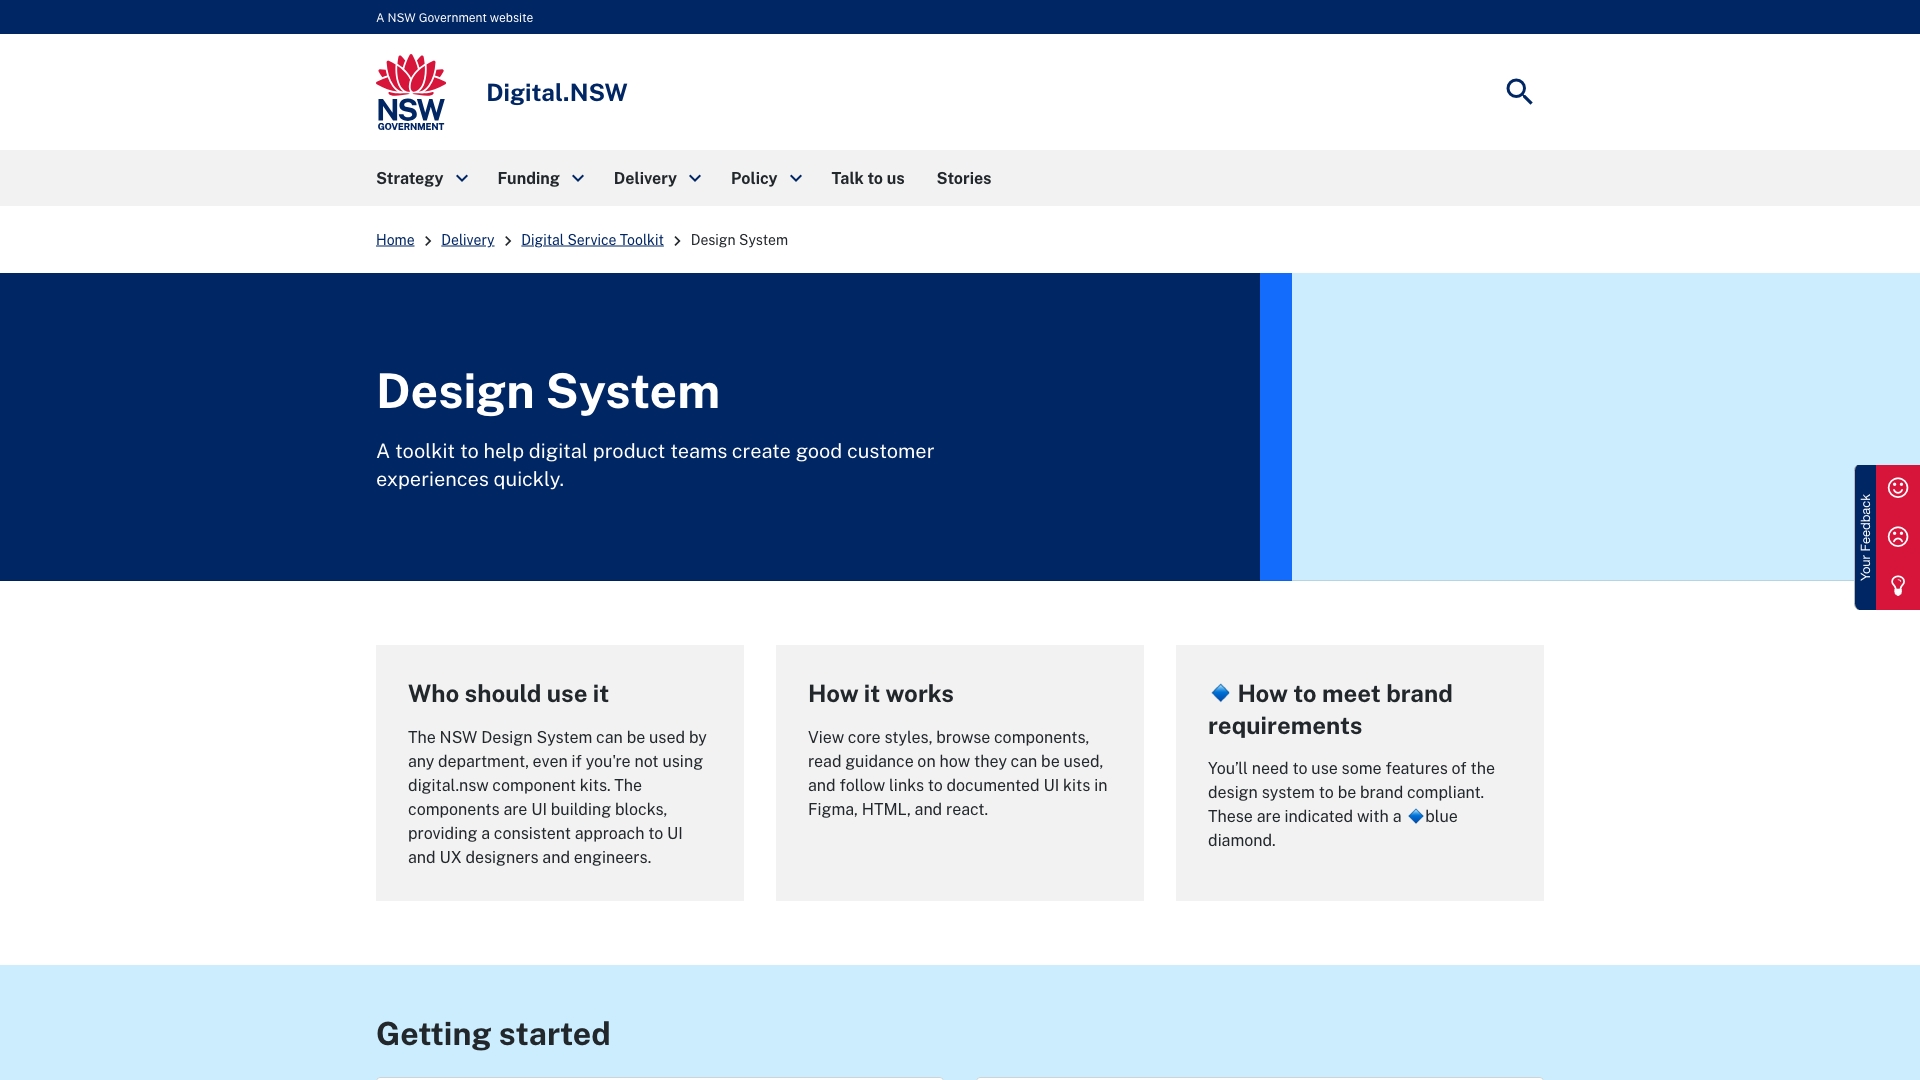 A NSW Government website
NSW
GOVERNMENT
Digital.NSW
Strategy
Funding
Delivery
Policy
Talk to us
Stories
Home
Delivery
Digital Service Toolkit
Design System
Design System
A toolkit to help digital product teams create good customer
experiences quickly.
Your Feedback
Who should use it
The NSW Design System can be used by
any department, even if you're not using
digital.nsw component kits. The
components are UI building blocks,
providing a consistent approach to UI
and UX designers and engineers.
How it works
View core styles, browse components,
read guidance on how they can be used,
and follow links to documented UI kits in
Figma, HTML, and react.
How to meet brand
requirements
You’ll need to use some features of the
design system to be brand compliant.
These are indicated with a blue
diamond.
Getting started